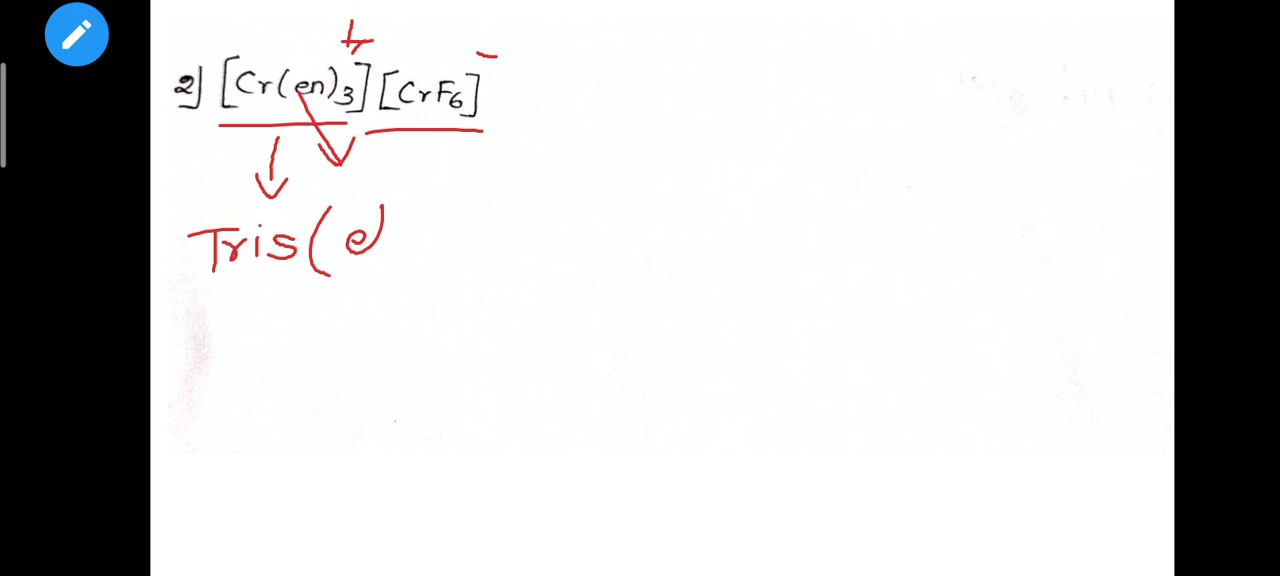 + -
2] [Cr(en)3] [CrF6]
Tris( e